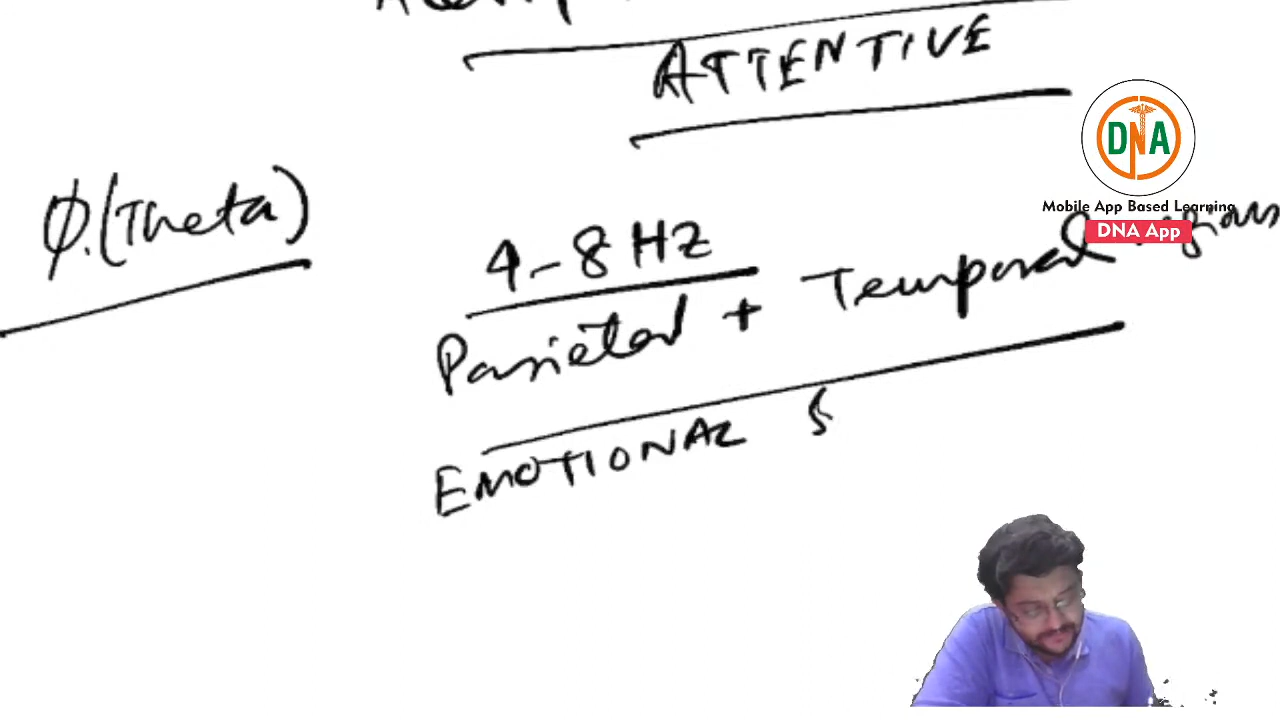 ATTENTIVE
DNA
Mobile App Based Learning
DNA App
φ.(Theta)
4-8 HZ
Parietal + Temporal
EMOTIONAL S